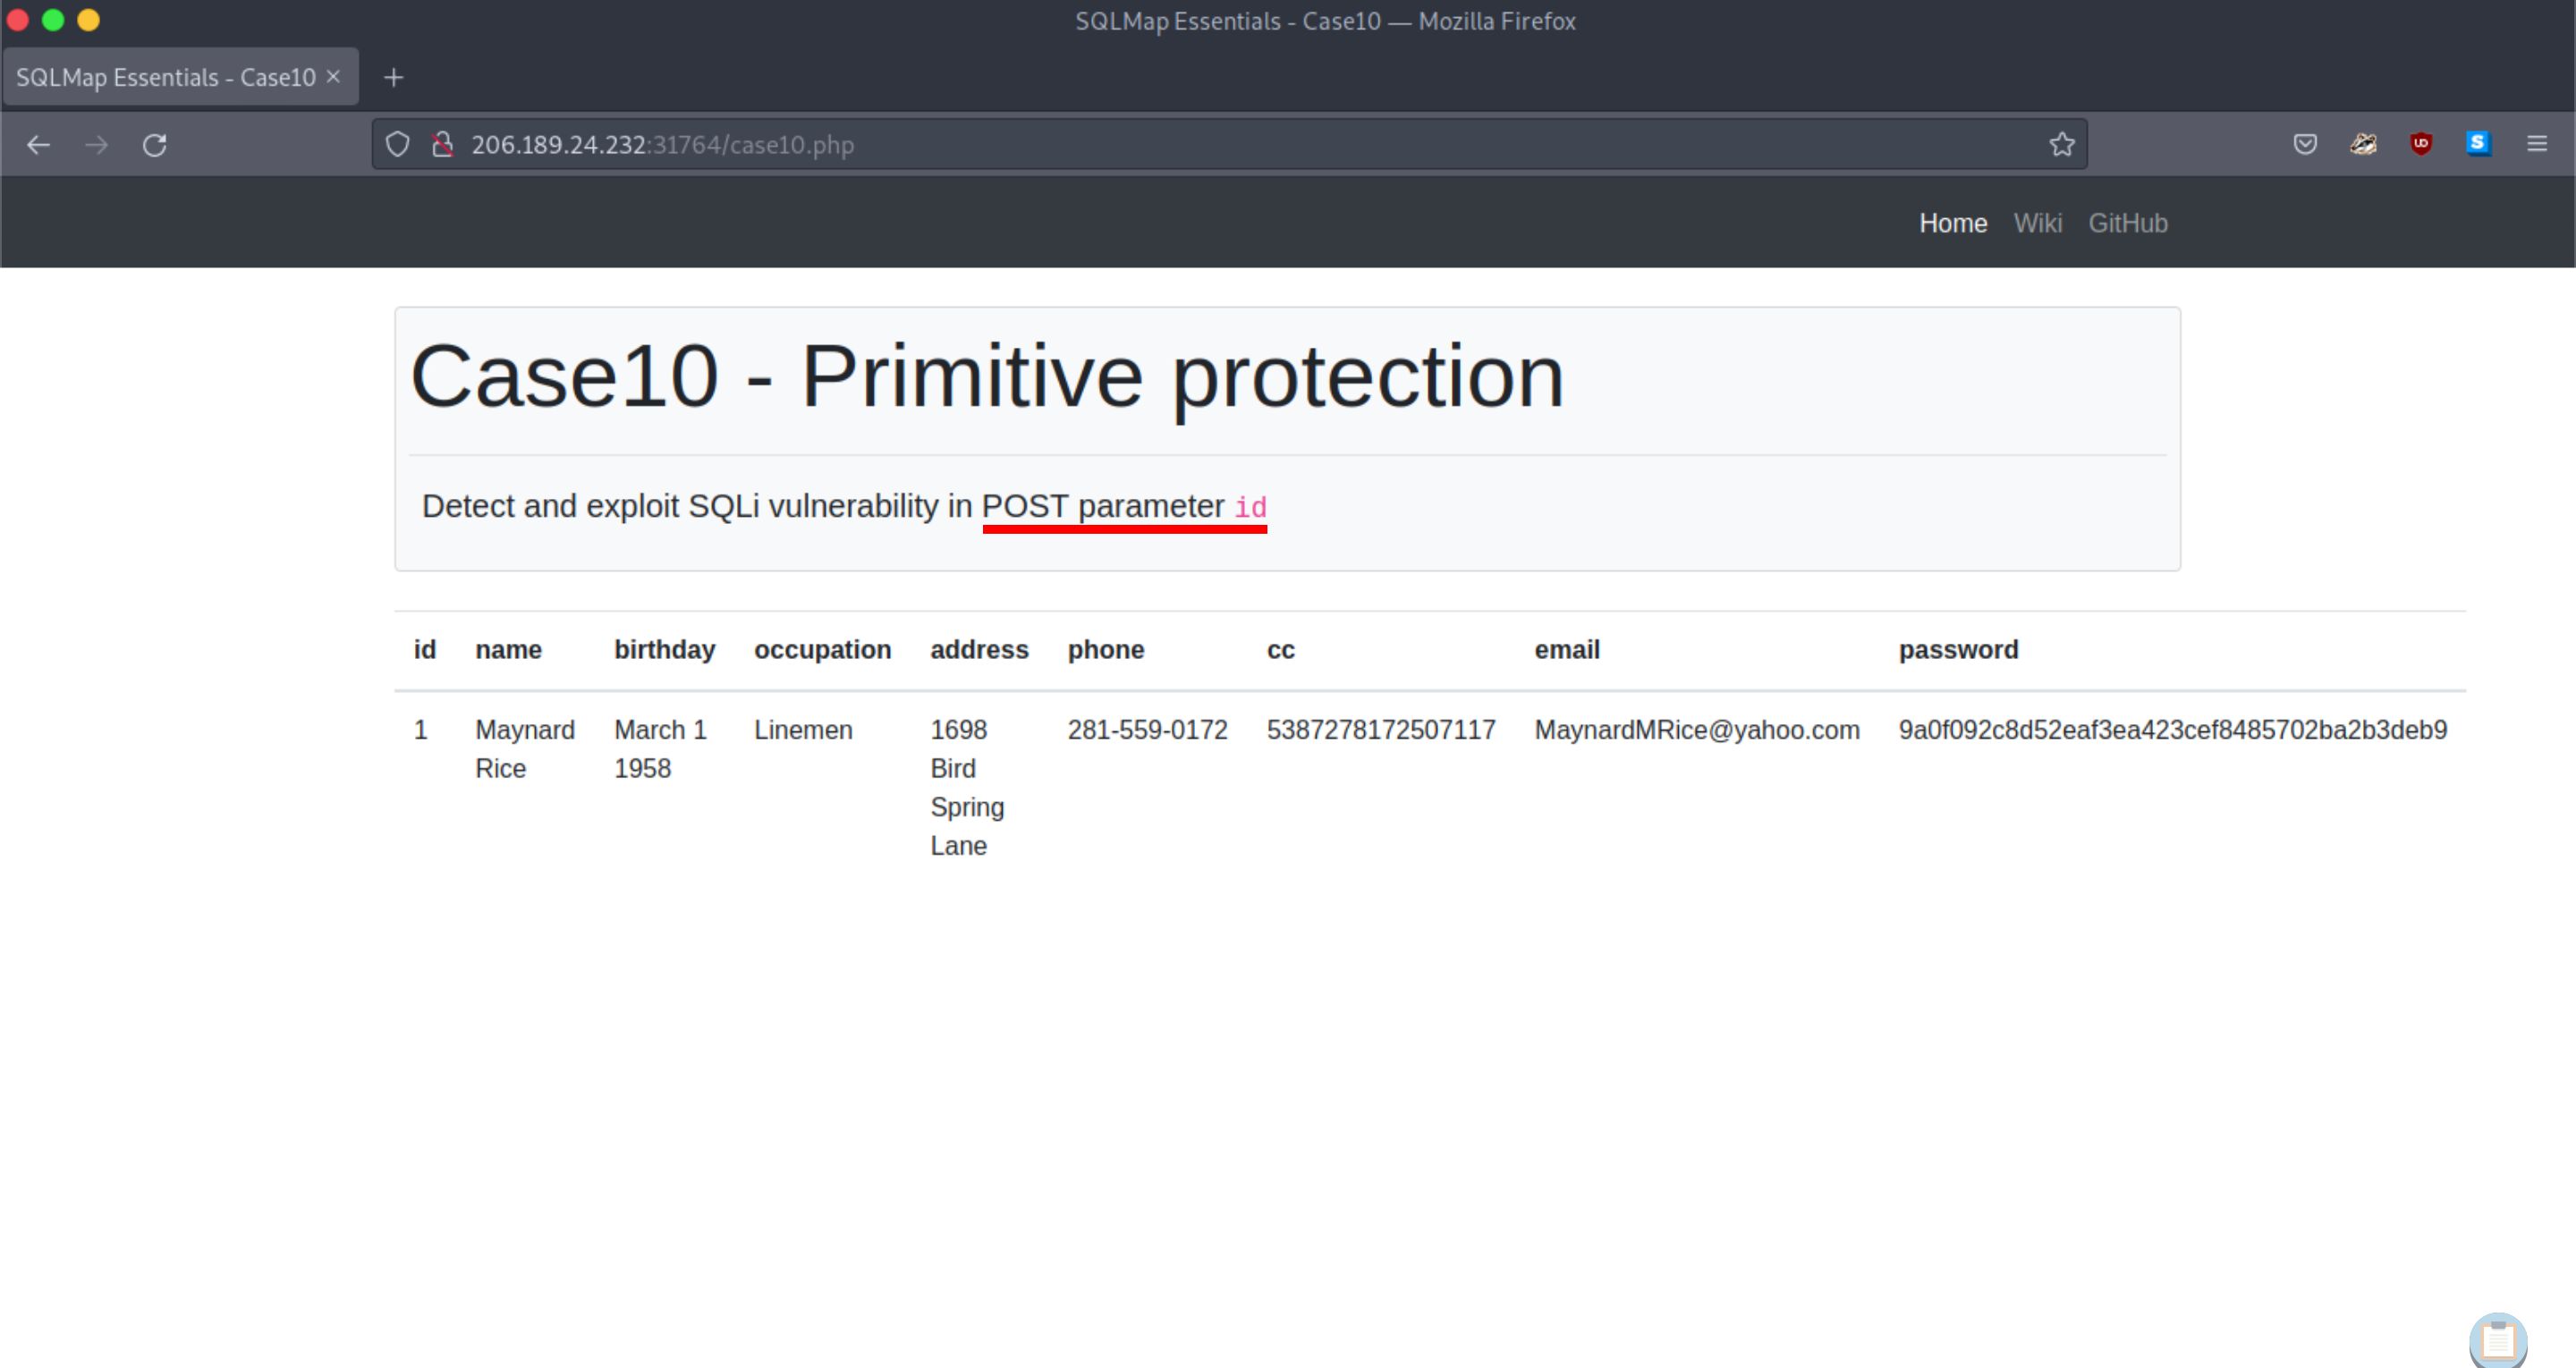 SQLMap Essentials - Case10 — Mozilla Firefox
SQLMap Essentials - Case10
206.189.24.232:31764/case10.php
Home Wiki GitHub
Case10 - Primitive protection
Detect and exploit SQLi vulnerability in POST parameter id
id name birthday occupation address phone cc email password
1 Maynard March 1 Linemen 1698 281-559-0172 5387278172507117 MaynardMRice@yahoo.com 9a0f092c8d52eaf3ea423cef8485702ba2b3deb9
Rice 1958 Bird
Spring
Lane